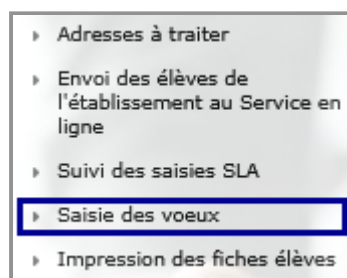 Adresses à traiter
Envoi des élèves de
l'établissement au Service en
ligne
Suivi des saisies SLA
Saisie des voeux
Impression des fiches élèves